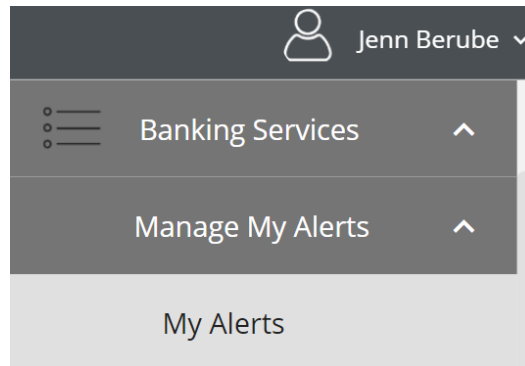 Jenn Berube
Banking Services
Manage My Alerts
My Alerts